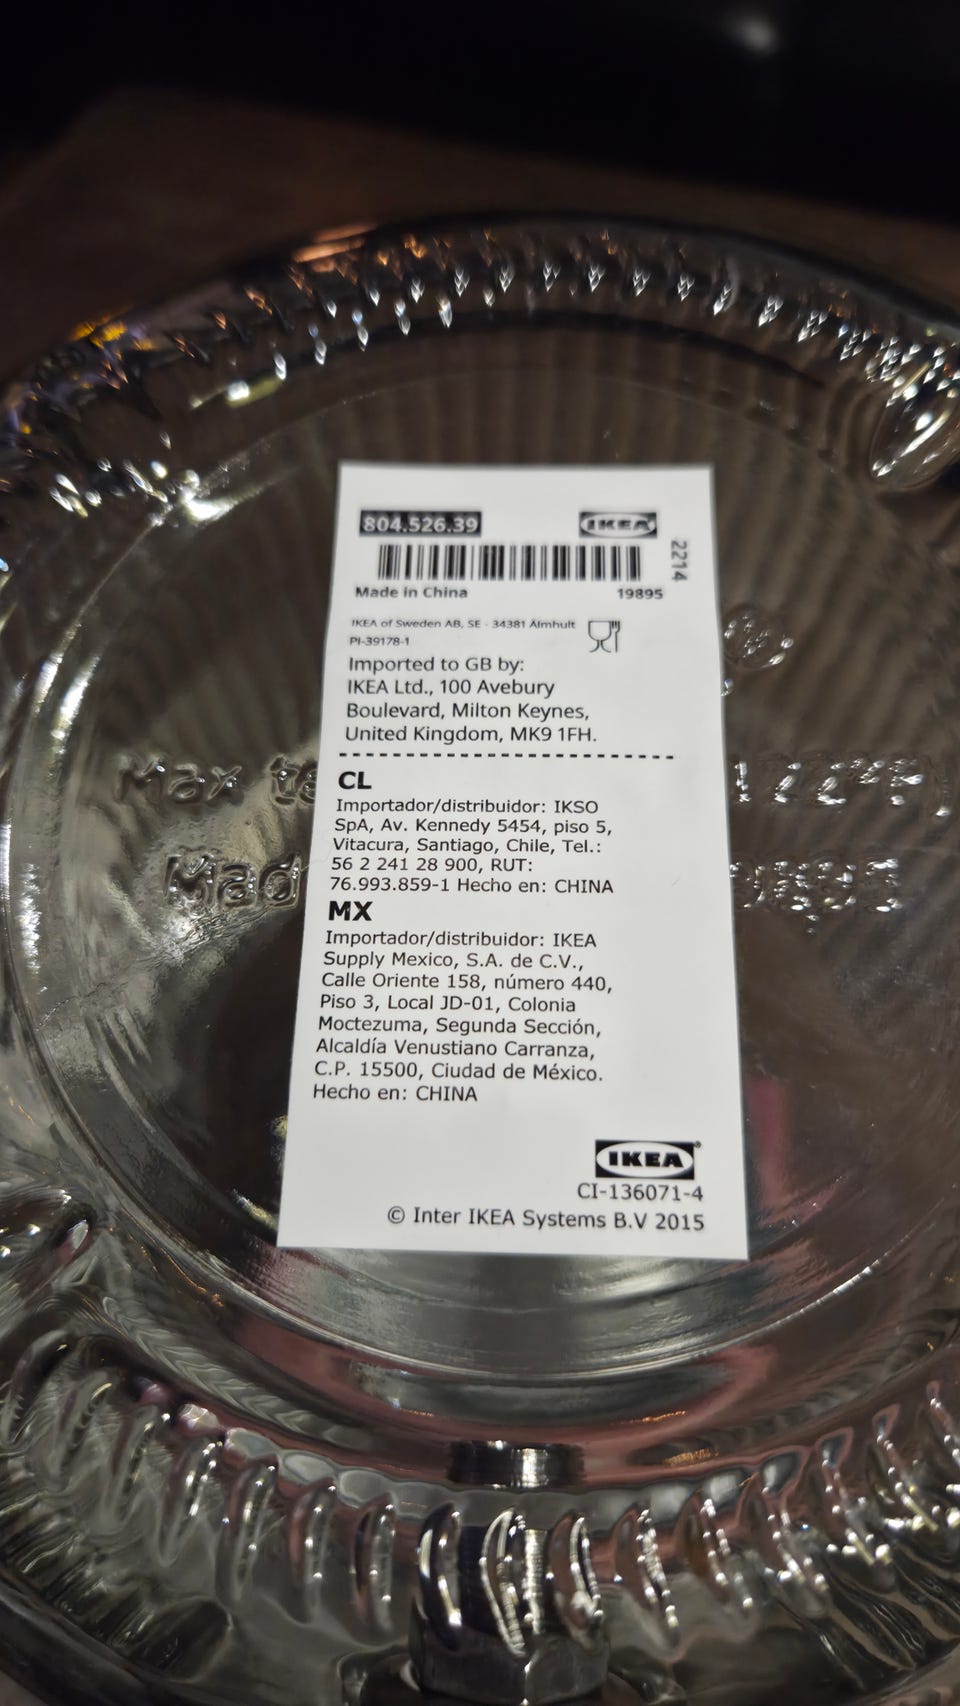 804.526.39 IKEA
2214
Made in China 19895
IKEA of Sweden AB, SE - 34381 Älmhult
PI-39178-1
Imported to GB by:
IKEA Ltd., 100 Avebury
Boulevard, Milton Keynes,
United Kingdom, MK9 1FH.
CL
Importador/distribuidor: IKSO
SpA, Av. Kennedy 5454, piso 5,
Vitacura, Santiago, Chile, Tel.:
56 2 241 28 900, RUT:
76.993.859-1 Hecho en: CHINA
MX
Importador/distribuidor: IKEA
Supply Mexico, S.A. de C.V.,
Calle Oriente 158, número 440,
Piso 3, Local JD-01, Colonia
Moctezuma, Segunda Sección,
Alcaldía Venustiano Carranza,
C.P. 15500, Ciudad de México.
Hecho en: CHINA
IKEA
CI-136071-4
© Inter IKEA Systems B.V 2015
Max te 122°F
Mad